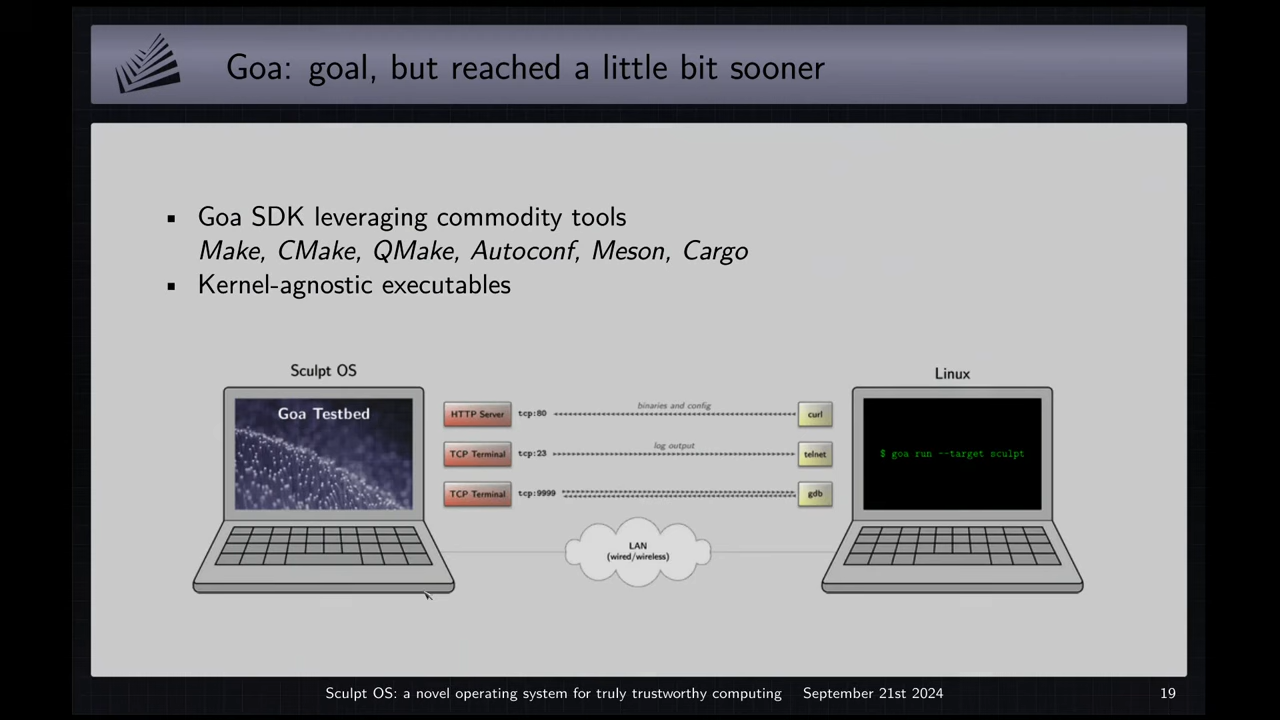 Goa: goal, but reached a little bit sooner
▪ Goa SDK leveraging commodity tools
Make, CMake, QMake, Autoconf, Meson, Cargo
▪ Kernel-agnostic executables
Sculpt OS
Linux
Goa Testbed
HTTP Server
tcp:80
binaries and config
curl
TCP Terminal
tcp:23
log output
telnet
$ goa run --target sculpt
TCP Terminal
tcp:9999
gdb
LAN
(wired/wireless)
Sculpt OS: a novel operating system for truly trustworthy computing September 21st 2024 19